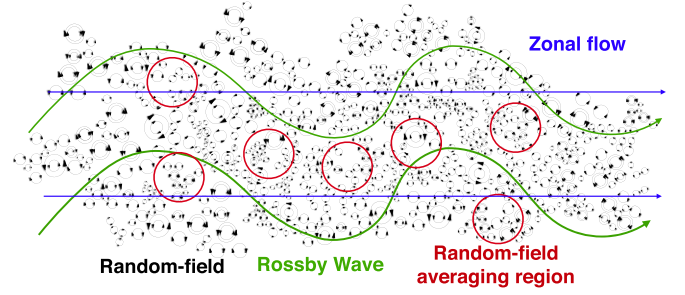 Zonal flow
Random-field
Rossby Wave
Random-field
averaging region